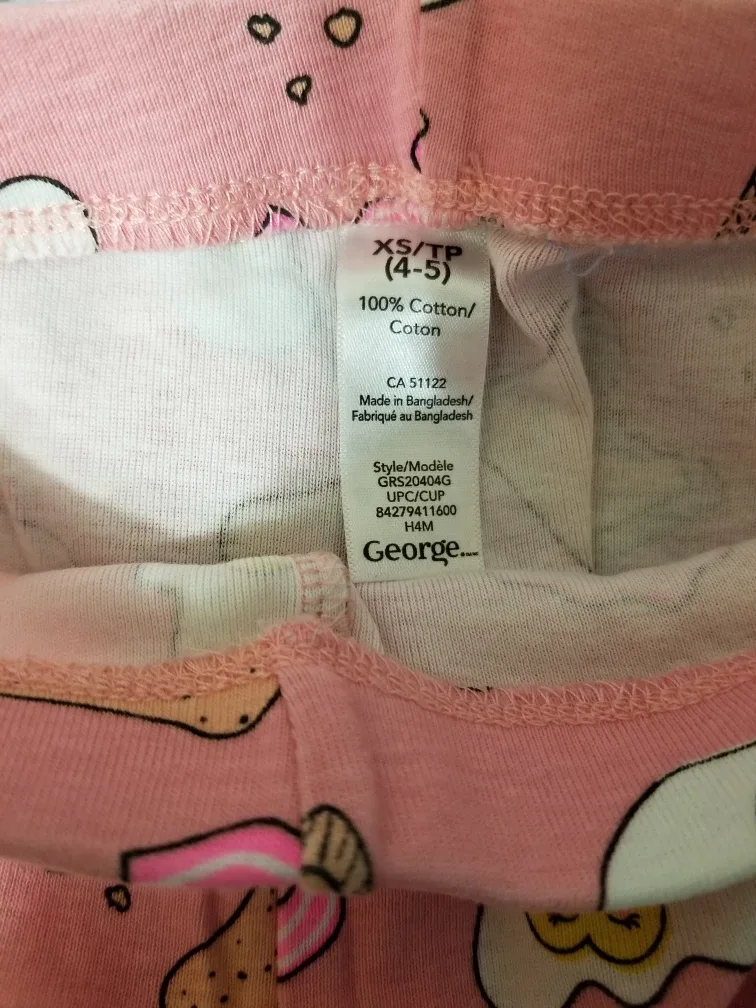 XS/TP
(4-5)
100% Cotton/
Coton
CA 51122
Made in Bangladesh/
Fabriqué au Bangladesh
Style/Modèle
GRS20404G
UPC/CUP
84279411600
H4M
George